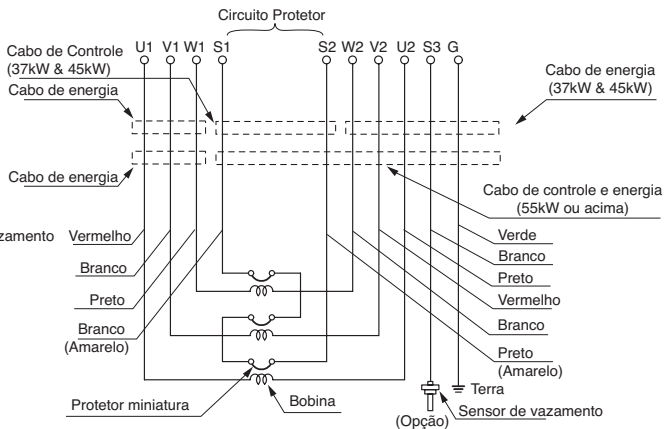 Circuito Protetor
U1 V1 W1 S1 S2 W2 V2 U2 S3 G
Cabo de Controle
(37kW & 45kW)
Cabo de energia
Cabo de energia
(37kW & 45kW)
Cabo de energia
Cabo de controle e energia
(55kW ou acima)
zamento
Vermelho
Branco
Preto
Branco
(Amarelo)
Verde
Branco
Preto
Vermelho
Branco
Preto
(Amarelo)
Protetor miniatura
Bobina
Terra
Sensor de vazamento
(Opção)